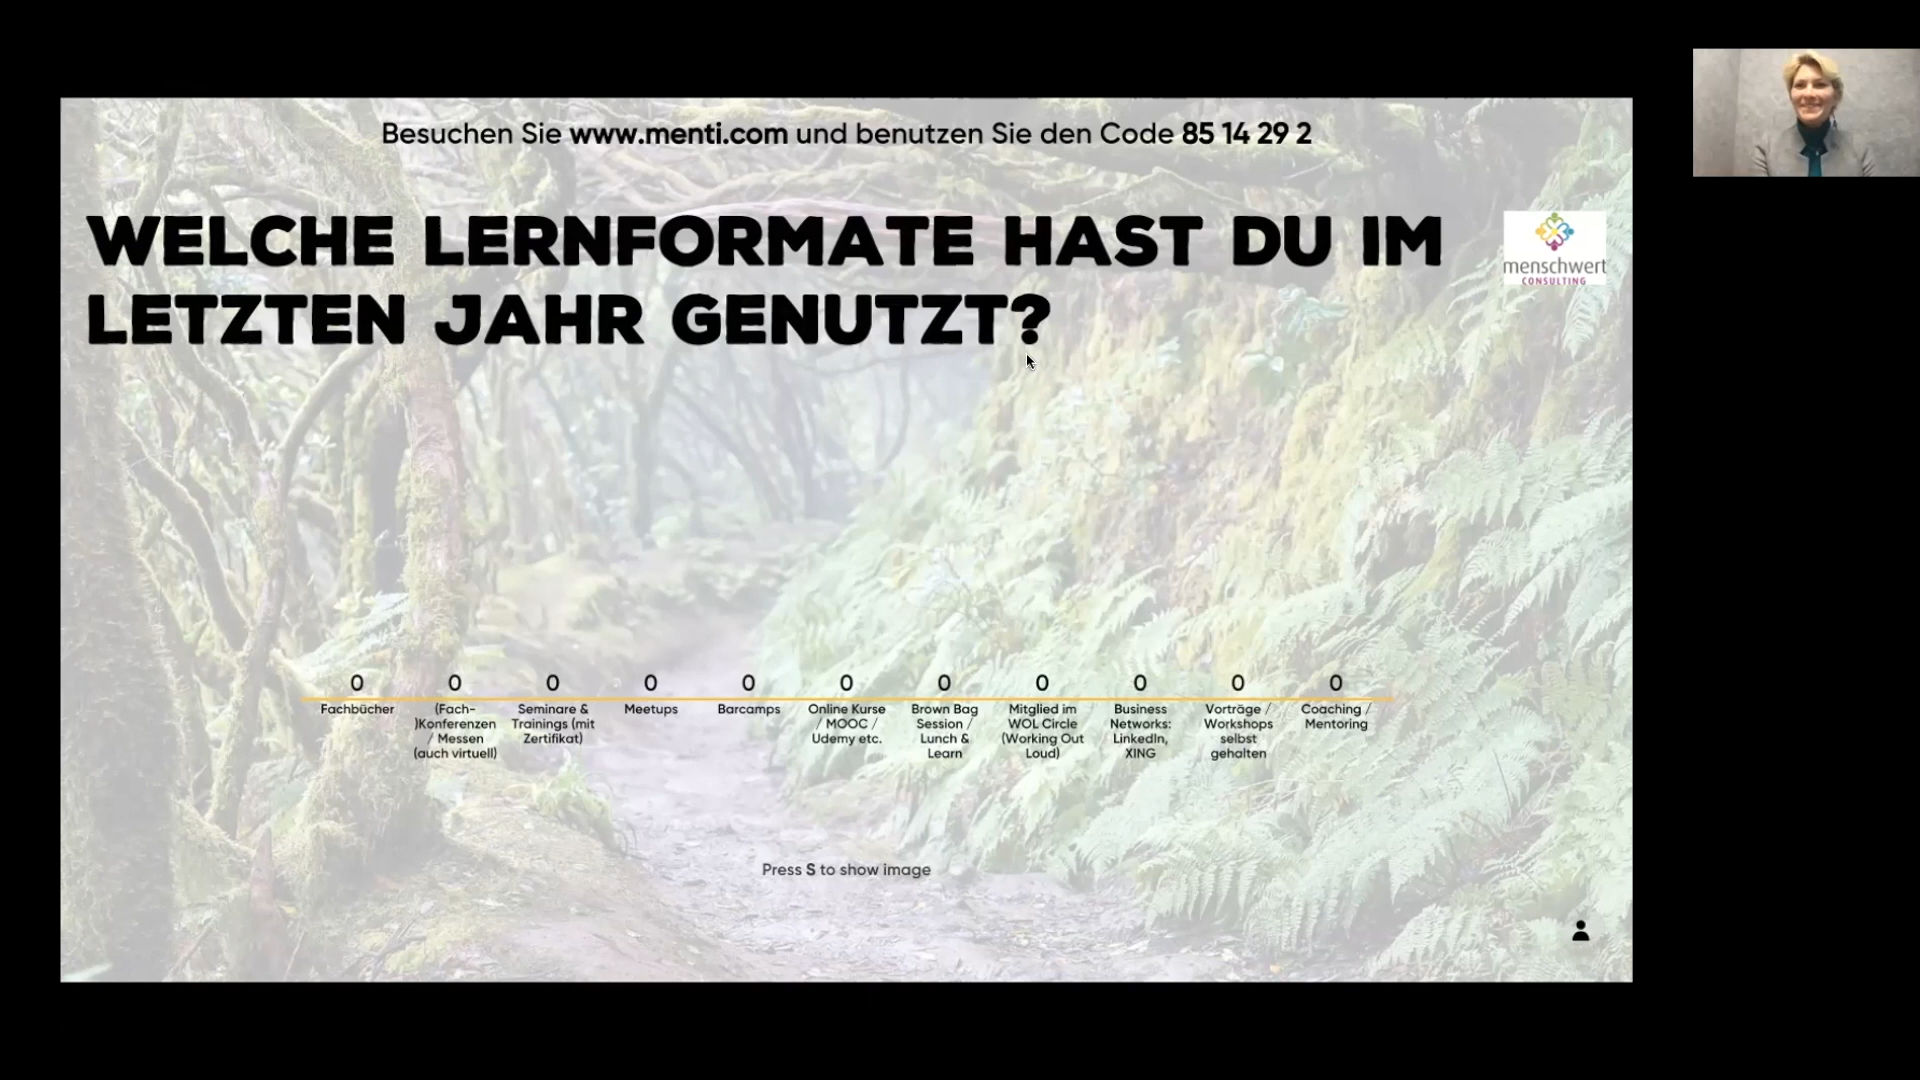 Besuchen Sie www.menti.com und benutzen Sie den Code 85 14 29 2
WELCHE LERNFORMATE HAST DU IM
LETZTEN JAHR GENUTZT?
menschwert
CONSULTING
0 0 0 0 0 0 0 0 0 0 0
Fachbücher
(Fach-
)Konferenzen
/ Messen
(auch virtuell)
Seminare &
Trainings (mit
Zertifikat)
Meetups
Barcamps
Online Kurse
/ MOOC /
Udemy etc.
Brown Bag
Session /
Lunch &
Learn
Mitglied im
WOL Circle
(Working Out
Loud)
Business
Networks:
LinkedIn,
XING
Vorträge /
Workshops
selbst
gehalten
Coaching /
Mentoring
Press S to show image